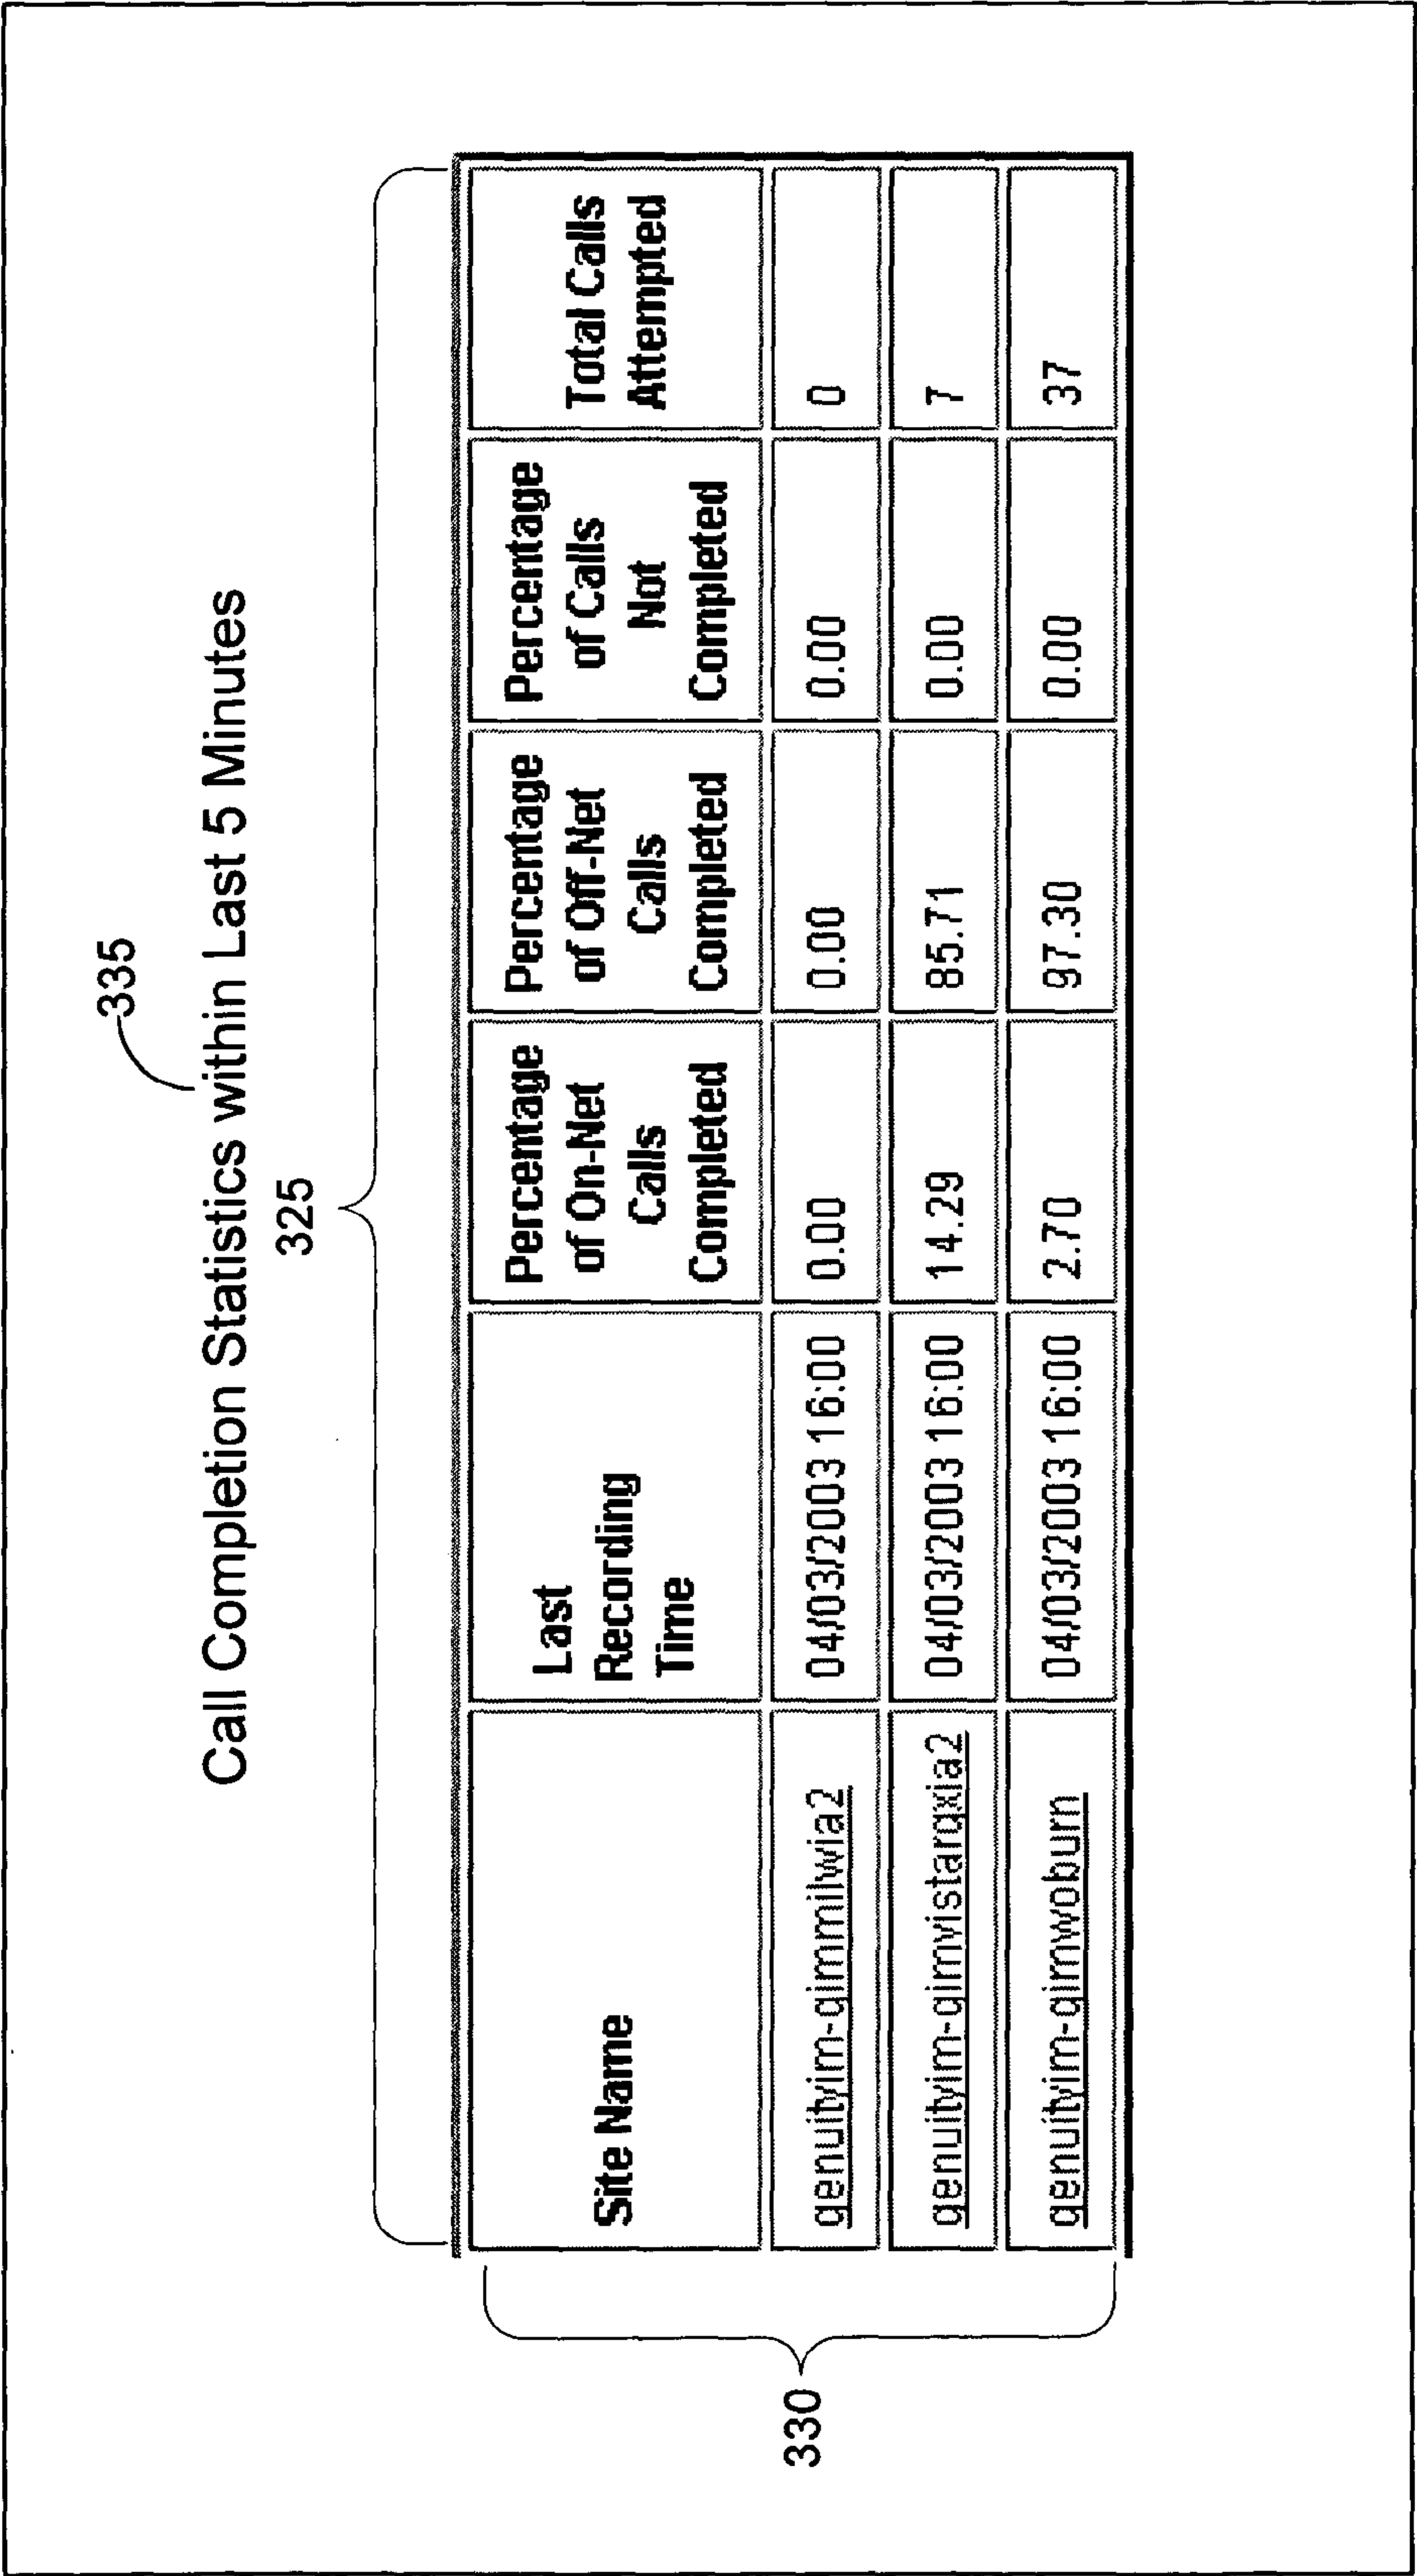 335
Call Completion Statistics within Last 5 Minutes
325
Site Name
Last
Recording
Time
Percentage
of On-Net
Calls
Completed
Percentage
of Off-Net
Calls
Completed
Percentage
of Calls
Not
Completed
Total Calls
Attempted
genuityim-gimmilwia2 04/03/2003 16:00 0.00 0.00 0.00 0
genuityim-gimvistarqxia2 04/03/2003 16:00 14.29 85.71 0.00 7
genuityim-gimwoburn 04/03/2003 16:00 2.70 97.30 0.00 37
330